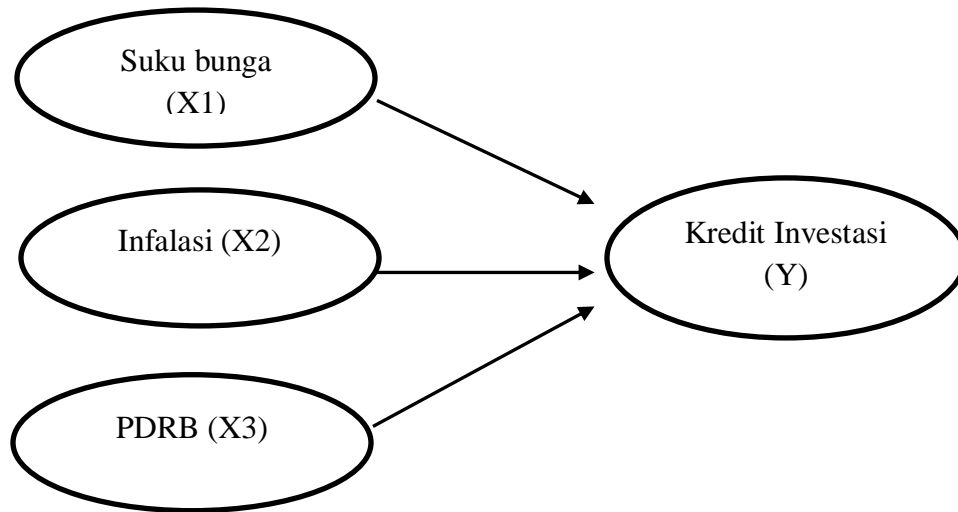 Suku bunga
(X1)
Infalasi (X2)
Kredit Investasi
(Y)
PDRB (X3)